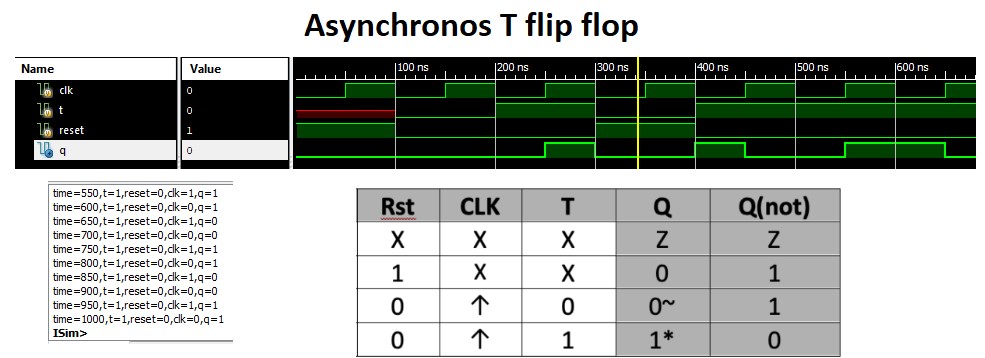 Asynchronos T flip flop
Name Value 100 ns 200 ns 300 ns 400 ns 500 ns 600 ns
clk 0
t 0
reset 1
q 0
time=550,t=1,reset=0,clk=1,q=1
time=600,t=1,reset=0,clk=0,q=1
time=650,t=1,reset=0,clk=1,q=0
time=700,t=1,reset=0,clk=0,q=0
time=750,t=1,reset=0,clk=1,q=1
time=800,t=1,reset=0,clk=0,q=1
time=850,t=1,reset=0,clk=1,q=0
time=900,t=1,reset=0,clk=0,q=0
time=950,t=1,reset=0,clk=1,q=1
time=1000,t=1,reset=0,clk=0,q=1
ISim>
Rst CLK T Q Q(not)
X X X Z Z
1 X X 0 1
0 ↑ 0 0~ 1
0 ↑ 1 1* 0